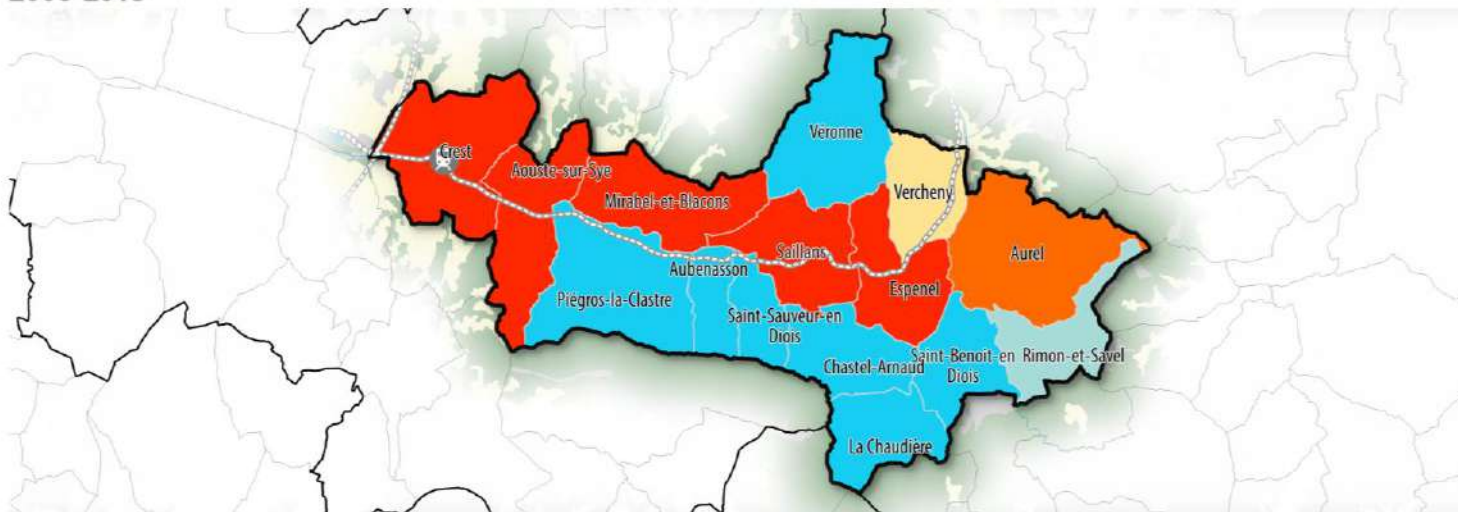 Véronne
Crest
Aouste-sur-Sye
Vercheny
Mirabel-et-Blacons
Saillans
Aurel
Aubenasson
Espenel
Piégros-la-Clastre
Saint-Sauveur-en
Diois
Chastel-Arnaud
Saint-Benoit-en
Diois
Rimon-et-Savel
La Chaudière